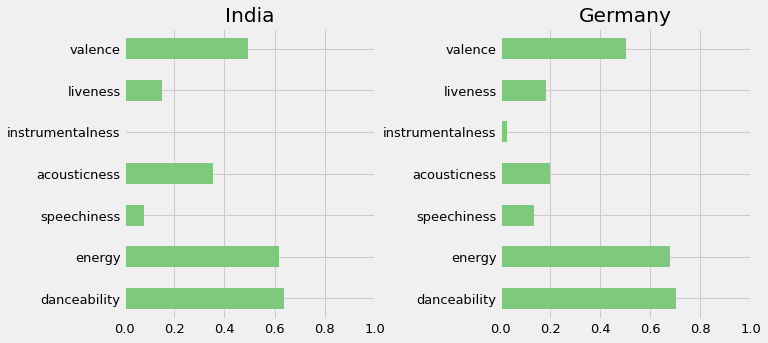 India
valence
liveness
instrumentalness
acousticness
speechiness
energy
danceability
0.0 0.2 0.4 0.6 0.8 1.0
Germany
valence
liveness
instrumentalness
acousticness
speechiness
energy
danceability
0.0 0.2 0.4 0.6 0.8 1.0